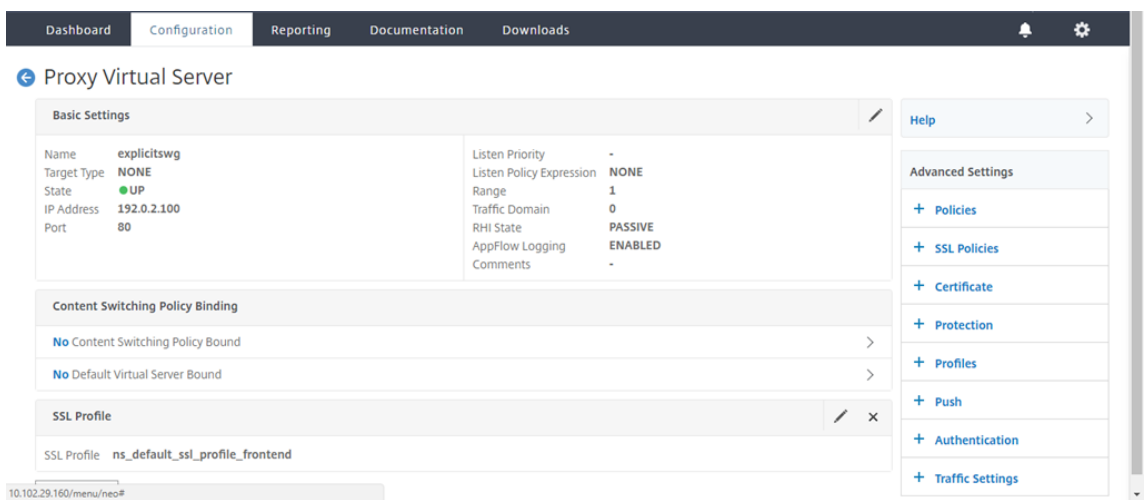 Dashboard Configuration Reporting Documentation Downloads
Proxy Virtual Server
Basic Settings
Name explicitswg
Target Type NONE
State UP
IP Address 192.0.2.100
Port 80
Listen Priority -
Listen Policy Expression NONE
Range 1
Traffic Domain 0
RHI State PASSIVE
AppFlow Logging ENABLED
Comments -
Content Switching Policy Binding
No Content Switching Policy Bound
No Default Virtual Server Bound
SSL Profile
SSL Profile ns_default_ssl_profile_frontend
10.102.29.160/menu/neo#
Help
Advanced Settings
+ Policies
+ SSL Policies
+ Certificate
+ Protection
+ Profiles
+ Push
+ Authentication
+ Traffic Settings